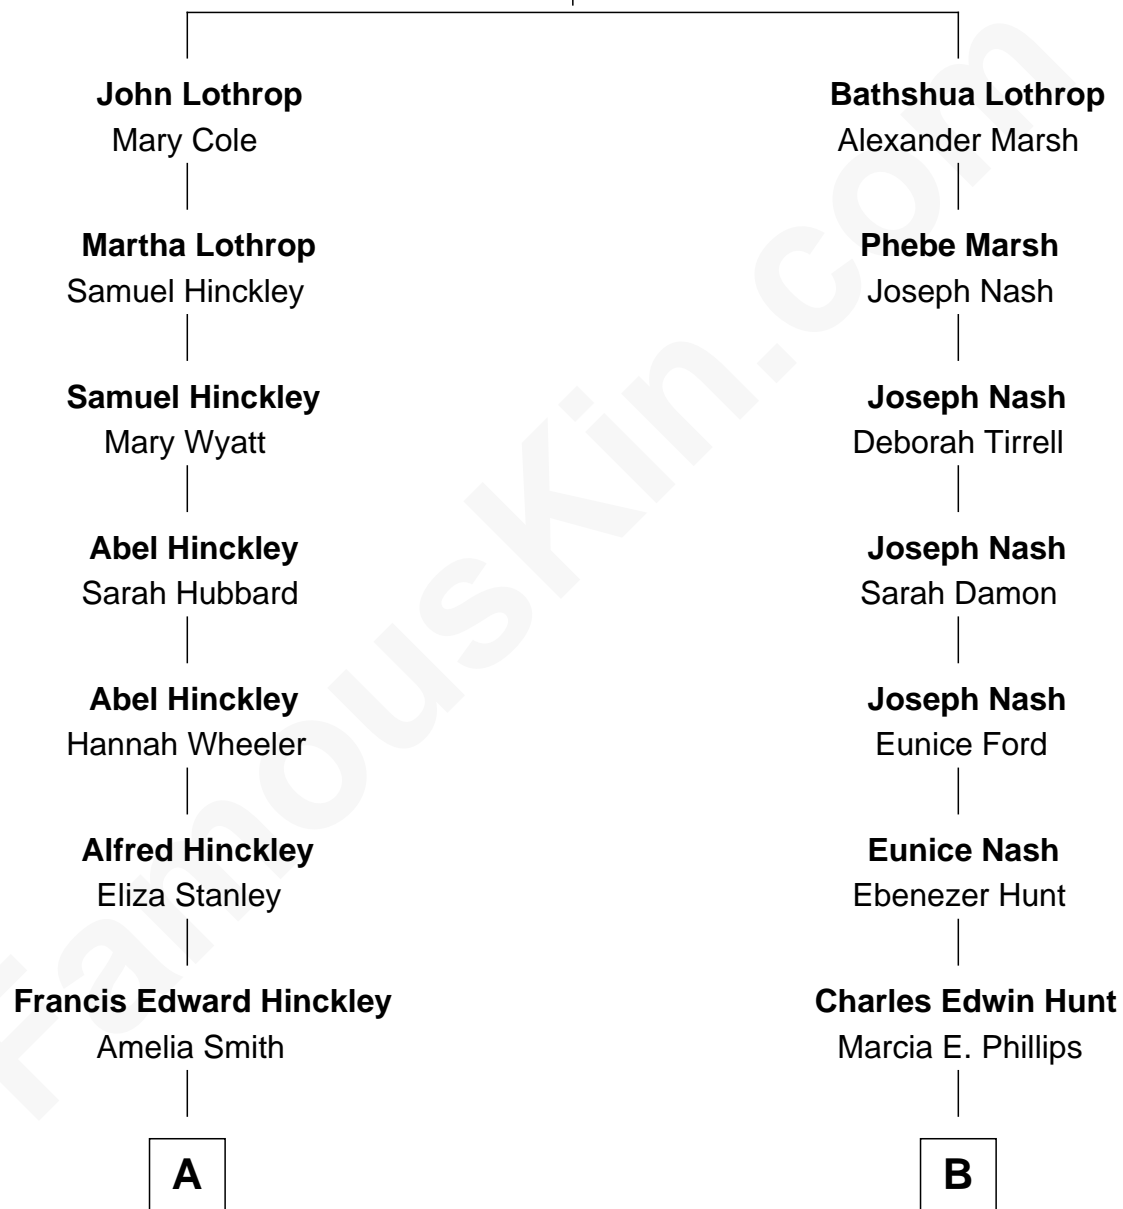 John Lothrop
Mary Cole
Martha Lothrop
Samuel Hinckley
Samuel Hinckley
Mary Wyatt
Abel Hinckley
Sarah Hubbard
Abel Hinckley
Hannah Wheeler
Alfred Hinckley
Eliza Stanley
Francis Edward Hinckley
Amelia Smith
A
Bathshua Lothrop
Alexander Marsh
Phebe Marsh
Joseph Nash
Joseph Nash
Deborah Tirrell
Joseph Nash
Sarah Damon
Joseph Nash
Eunice Ford
Eunice Nash
Ebenezer Hunt
Charles Edwin Hunt
Marcia E. Phillips
B
FamousKin.com